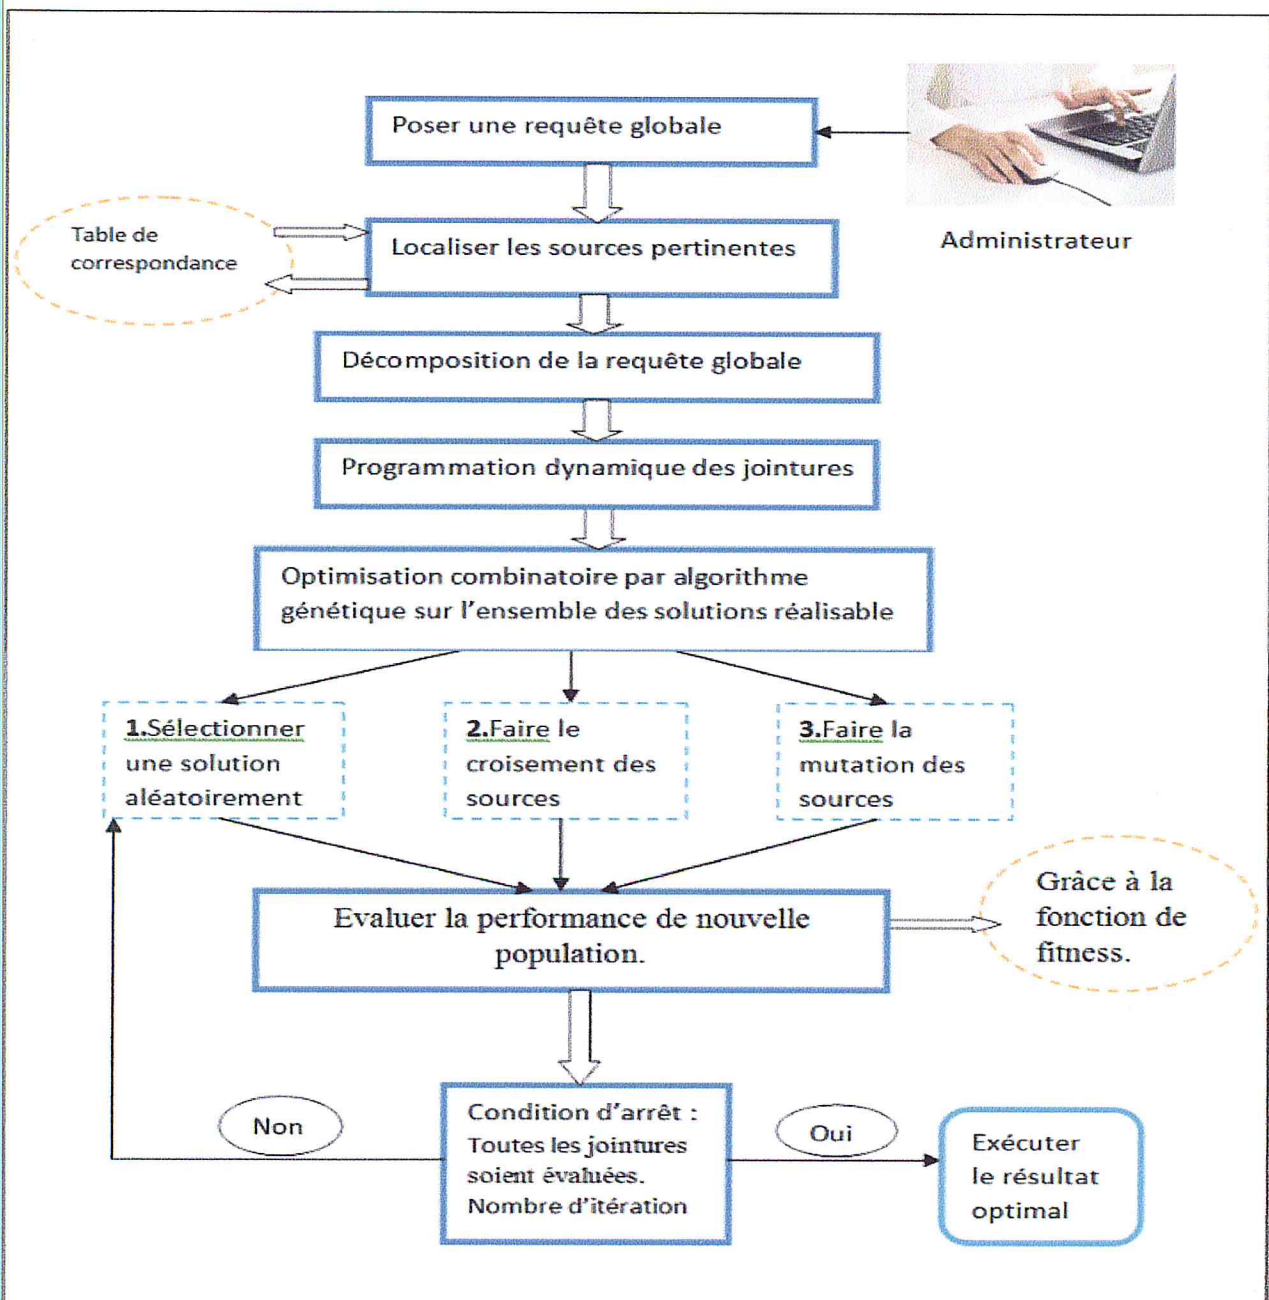 Poser une requête globale
Administrateur
Table de
correspondance
Localiser les sources pertinentes
Décomposition de la requête globale
Programmation dynamique des jointures
Optimisation combinatoire par algorithme
génétique sur l'ensemble des solutions réalisable
1.Sélectionner
une solution
aléatoirement
2.Faire le
croisement des
sources
3.Faire la
mutation des
sources
Evaluer la performance de nouvelle
population.
Grâce à la
fonction de
fitness.
Condition d'arrêt :
Toutes les jointures
soient évaluées.
Nombre d'itération
Non
Oui
Exécuter
le résultat
optimal